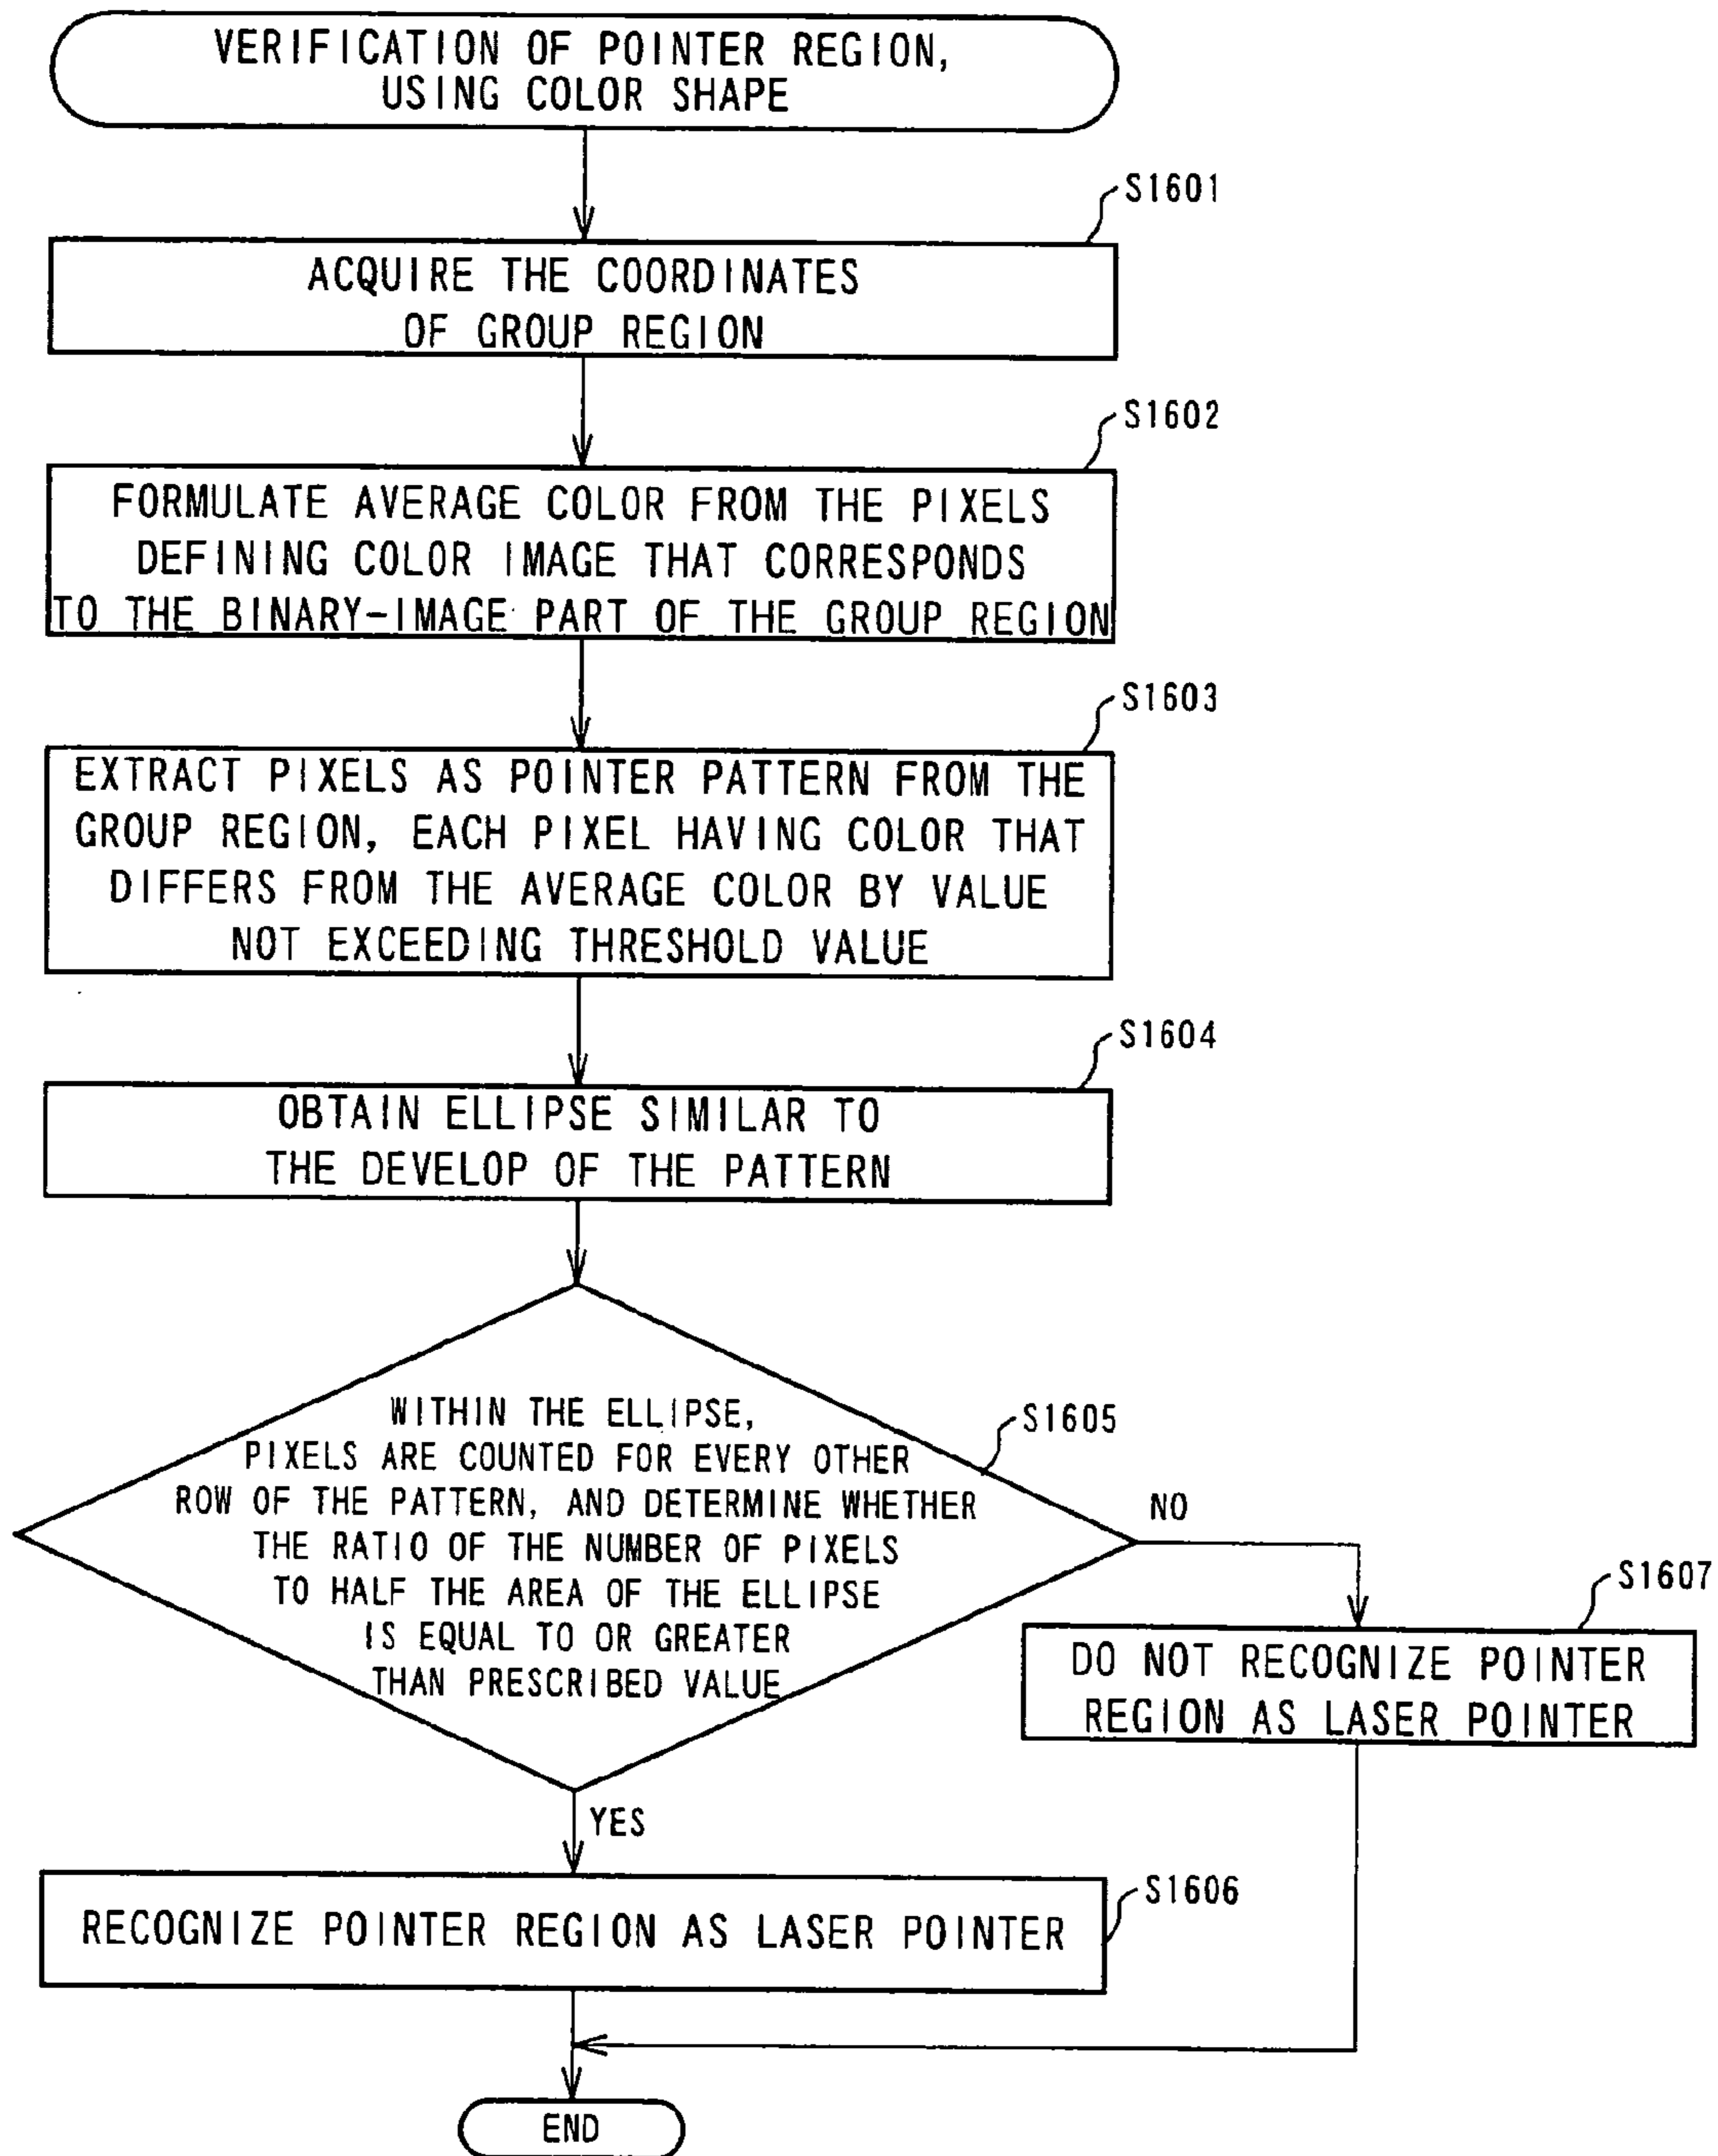 VERIFICATION OF POINTER REGION,
USING COLOR SHAPE
S1601
ACQUIRE THE COORDINATES
OF GROUP REGION
S1602
FORMULATE AVERAGE COLOR FROM THE PIXELS
DEFINING COLOR IMAGE THAT CORRESPONDS
TO THE BINARY-IMAGE PART OF THE GROUP REGION
S1603
EXTRACT PIXELS AS POINTER PATTERN FROM THE
GROUP REGION, EACH PIXEL HAVING COLOR THAT
DIFFERS FROM THE AVERAGE COLOR BY VALUE
NOT EXCEEDING THRESHOLD VALUE
S1604
OBTAIN ELLIPSE SIMILAR TO
THE DEVELOP OF THE PATTERN
WITHIN THE ELLIPSE,
S1605
PIXELS ARE COUNTED FOR EVERY OTHER
ROW OF THE PATTERN, AND DETERMINE WHETHER
THE RATIO OF THE NUMBER OF PIXELS
TO HALF THE AREA OF THE ELLIPSE
IS EQUAL TO OR GREATER
THAN PRESCRIBED VALUE
NO
S1607
DO NOT RECOGNIZE POINTER
REGION AS LASER POINTER
YES
S1606
RECOGNIZE POINTER REGION AS LASER POINTER
END